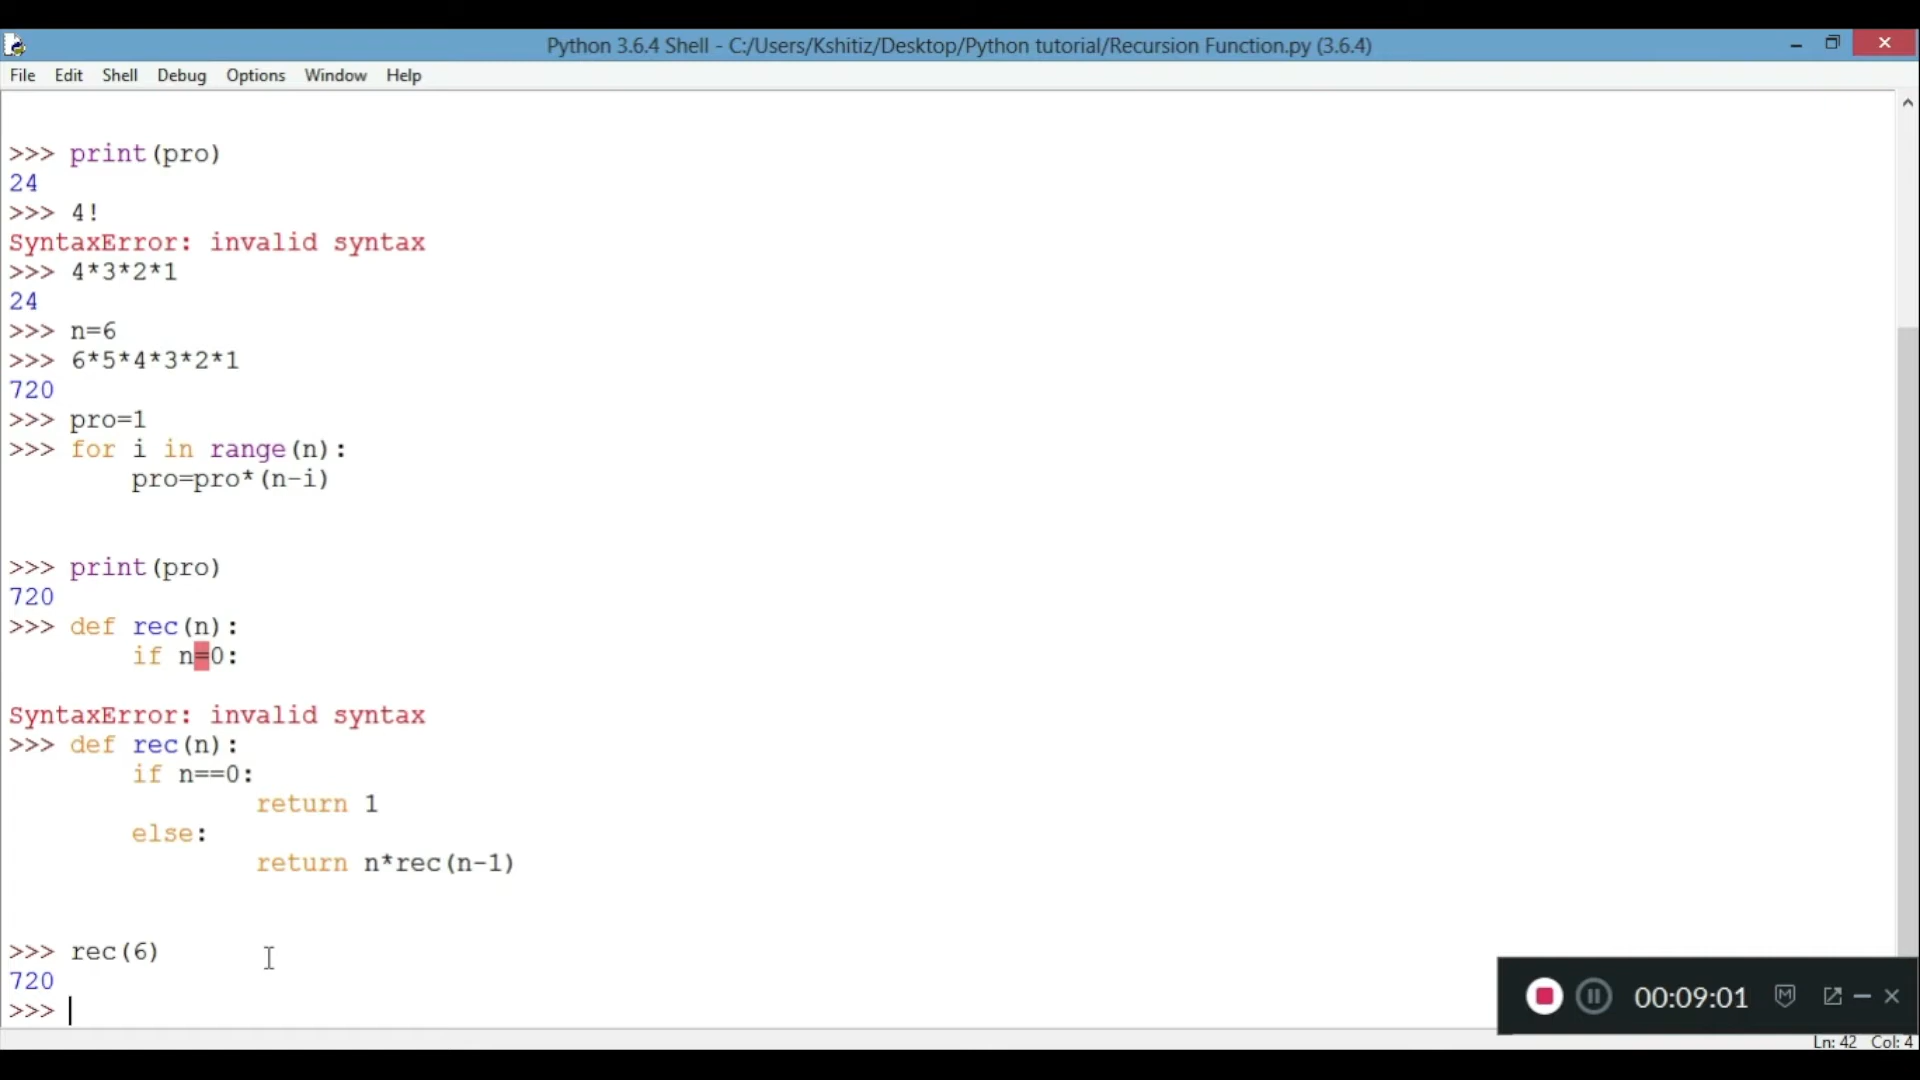 Python 3.6.4 Shell - C:/Users/Kshitiz/Desktop/Python tutorial/Recursion Function.py (3.6.4)
File Edit Shell Debug Options Window Help
>>> print(pro)
24
>>> 4!
SyntaxError: invalid syntax
>>> 4*3*2*1
24
>>> n=6
>>> 6*5*4*3*2*1
720
>>> pro=1
>>> for i in range(n):
pro=pro*(n-i)
>>> print(pro)
720
>>> def rec(n):
if n=0:
SyntaxError: invalid syntax
>>> def rec(n):
if n==0:
return 1
else:
return n*rec(n-1)
>>> rec(6)
720
>>>
00:09:01
Ln: 42 Col: 4